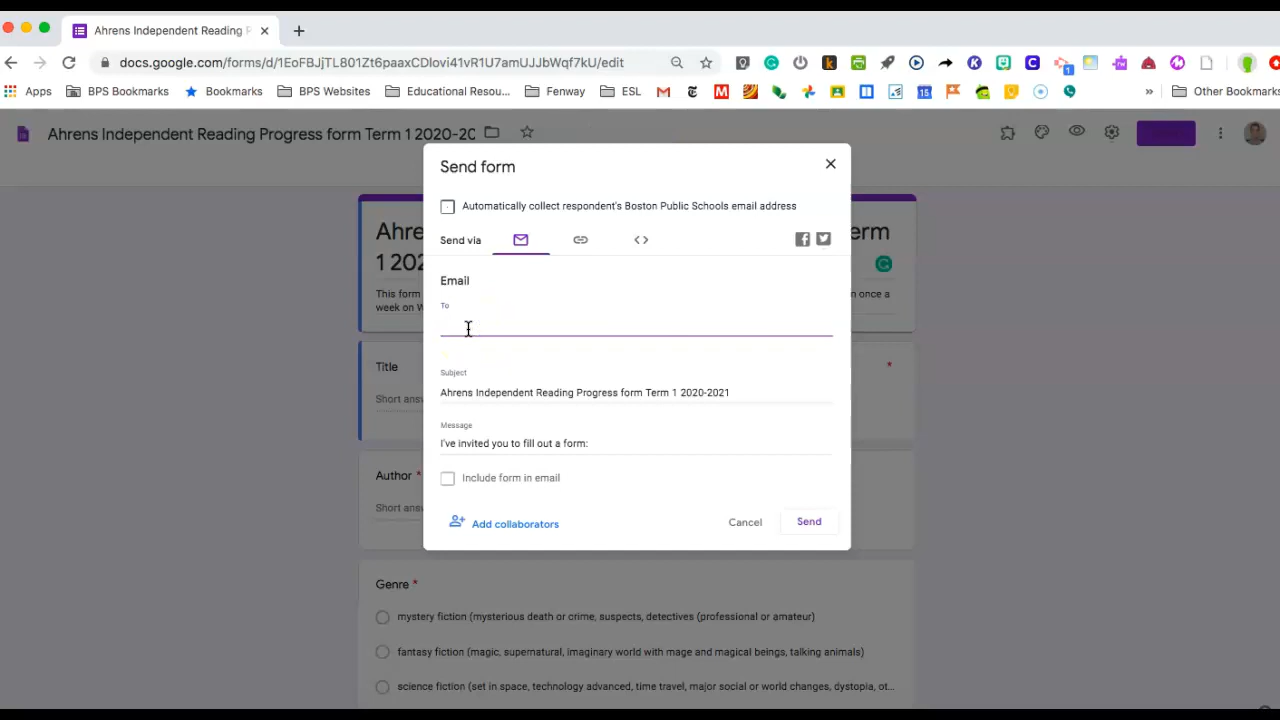 Ahrens Independent Reading P
docs.google.com/forms/d/1EoFBJjTL801Zt6paaxCDIovi41vR1U7amUJJbWqf7kU/edit
Apps BPS Bookmarks Bookmarks BPS Websites Educational Resou... Fenway ESL 15 » Other Bookmarks
Ahrens Independent Reading Progress form Term 1 2020-20
Send form
Automatically collect respondent's Boston Public Schools email address
Send via
Ahre erm
1 202
This form n once a
week on W
Email
To
Title *
Short answ
Subject
Ahrens Independent Reading Progress form Term 1 2020-2021
Message
I've invited you to fill out a form:
Author *
Short answ
Include form in email
Add collaborators Cancel Send
Genre *
mystery fiction (mysterious death or crime, suspects, detectives (professional or amateur)
fantasy fiction (magic, supernatural, imaginary world with mage and magical beings, talking animals)
science fiction (set in space, technology advanced, time travel, major social or world changes, dystopia, ot...